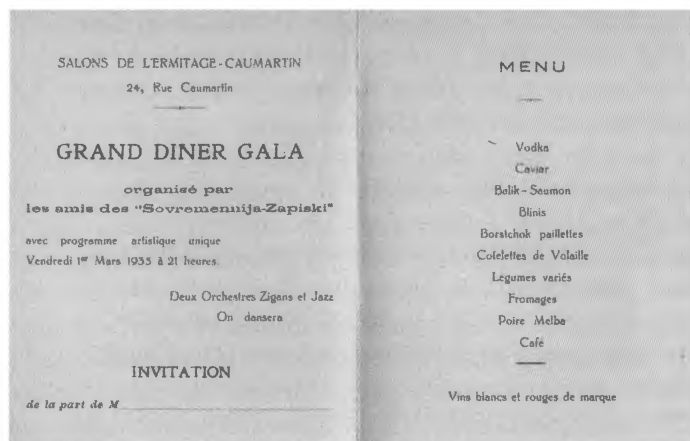 SALONS DE L'ERMITAGE-CAUMARTIN
24, Rue Caumartin
GRAND DINER GALA
organisé par
les amis des "Sovremennija-Zapiski"
avec programme artistique unique
Vendredi 1er Mars 1935 à 21 heures.
Deux Orchestres Zigans et Jazz
On dansera
INVITATION
de la part de M
MENU
Vodka
Caviar
Balik - Saumon
Blinis
Borstchok paillettes
Cotelettes de Volaille
Légumes variés
Fromages
Poire Melba
Café
Vins blancs et rouges de marque